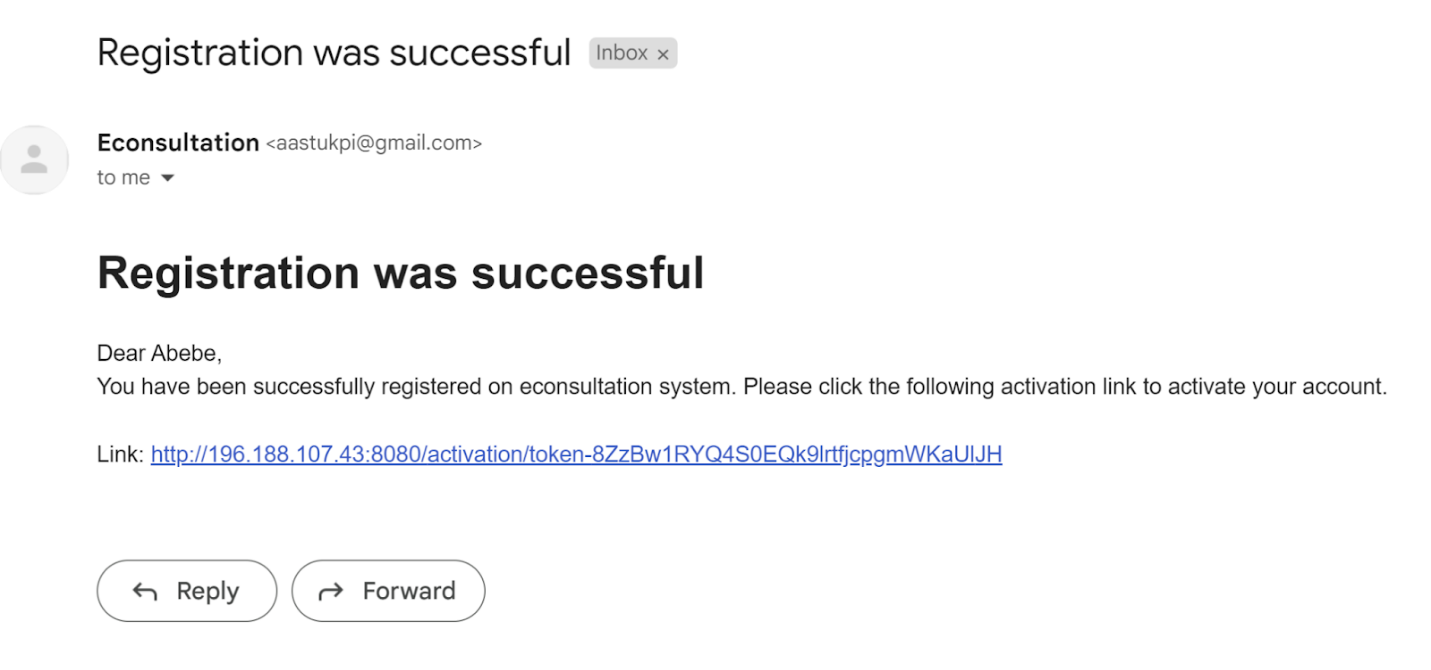 Registration was successful Inbox ×
Econsultation <aastukpi@gmail.com>
to me
Registration was successful
Dear Abebe,
You have been successfully registered on econsultation system. Please click the following activation link to activate your account.
Link: http://196.188.107.43:8080/activation/token-8ZzBw1RYQ4S0EQk9lrtfjcpgmWKaUlJH
Reply Forward